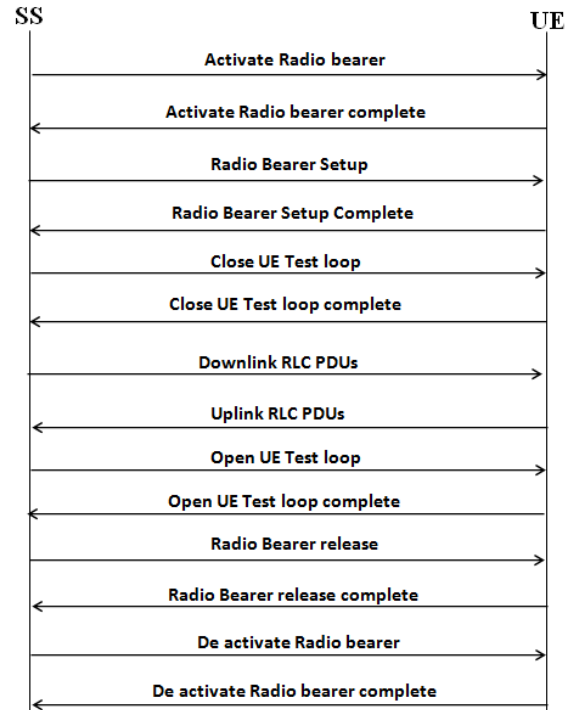 SS
UE
Activate Radio bearer
Activate Radio bearer complete
Radio Bearer Setup
Radio Bearer Setup Complete
Close UE Test loop
Close UE Test loop complete
Downlink RLC PDUs
Uplink RLC PDUs
Open UE Test loop
Open UE Test loop complete
Radio Bearer release
Radio Bearer release complete
De activate Radio bearer
De activate Radio bearer complete